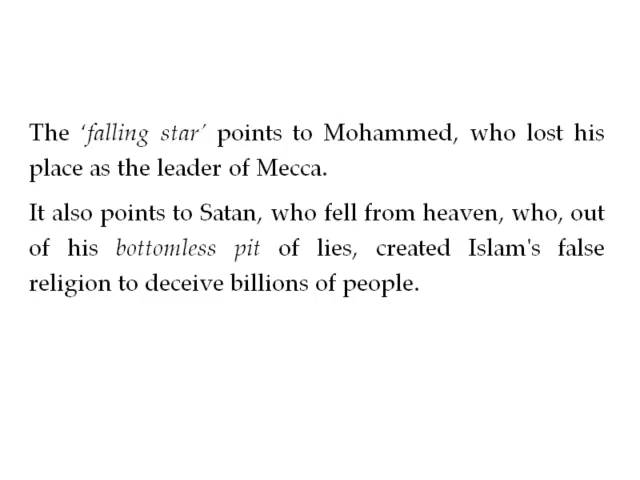 The ‘falling star’ points to Mohammed, who lost his
place as the leader of Mecca.
It also points to Satan, who fell from heaven, who, out
of his bottomless pit of lies, created Islam's false
religion to deceive billions of people.